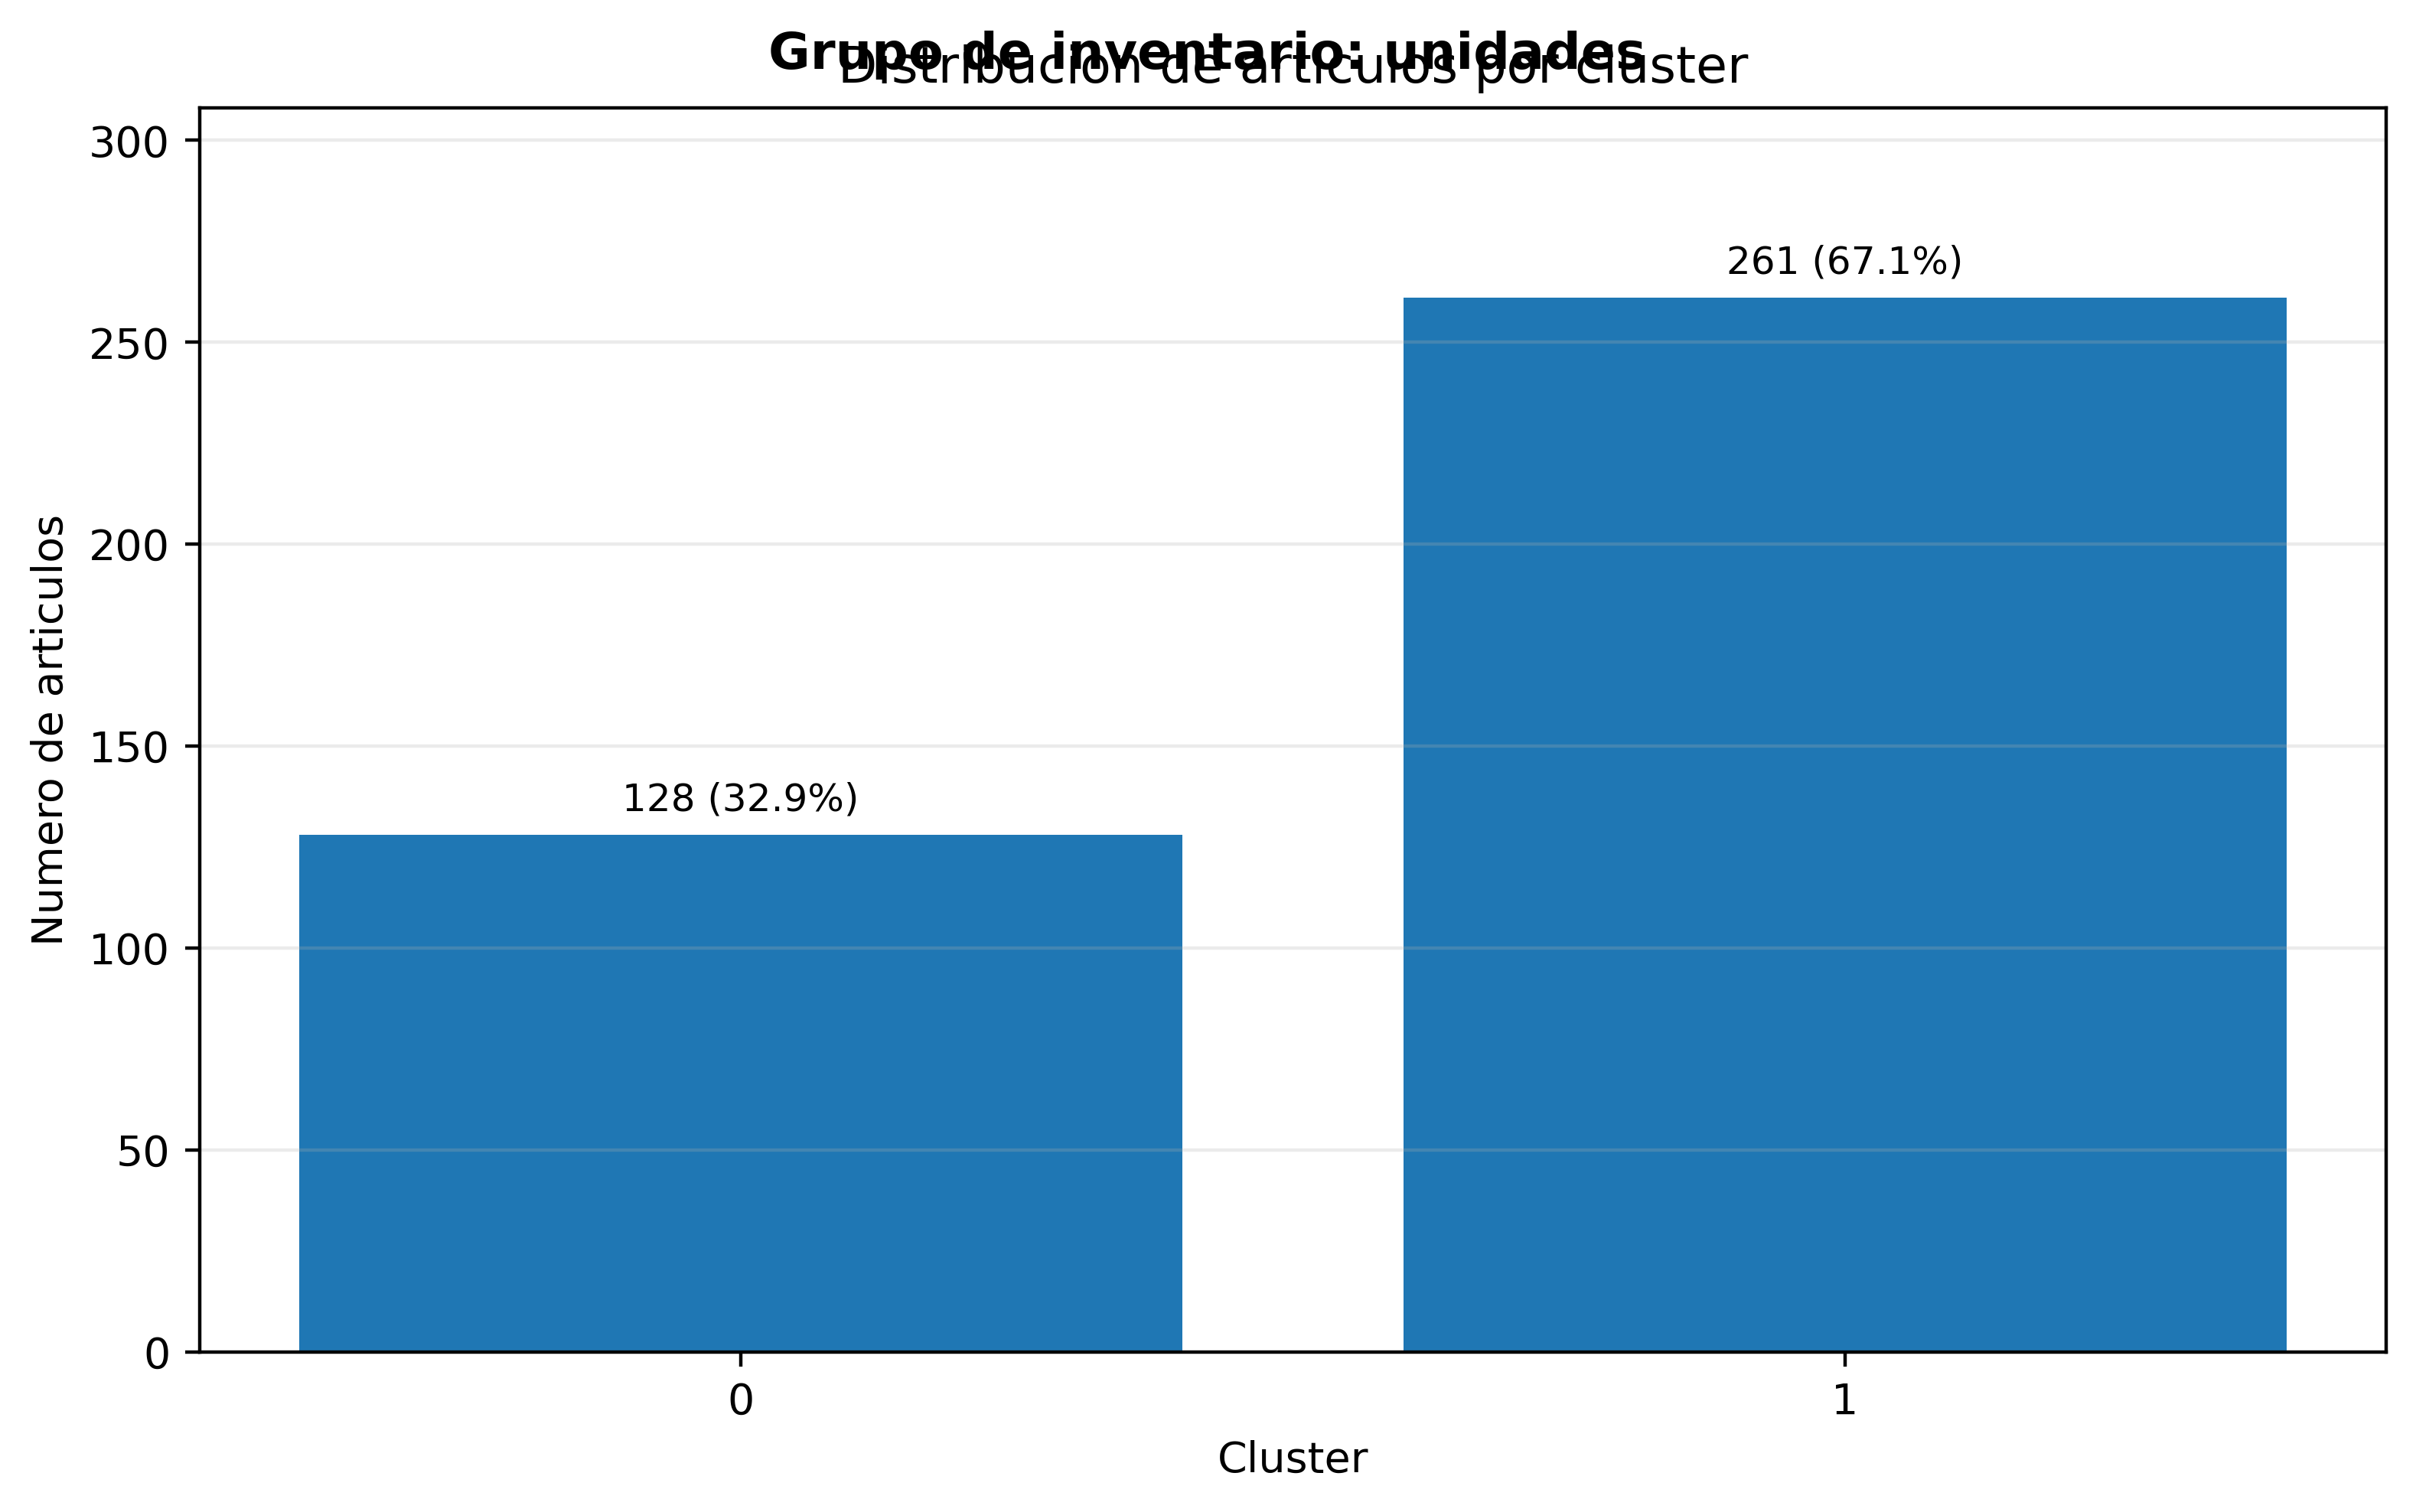 Grupo de inventario: unidades
Distribucion de articulos por cluster
300
250
200
150
100
50
0
Numero de articulos
128 (32.9%)
261 (67.1%)
0
1
Cluster